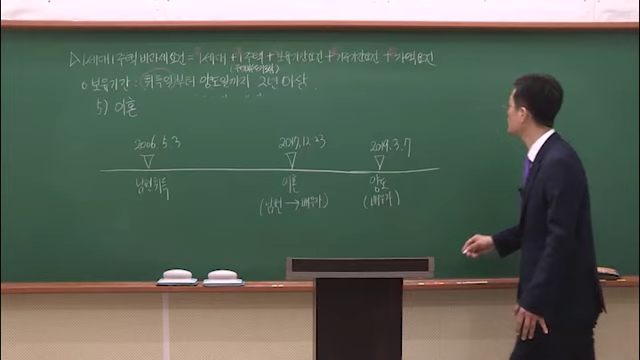 ▷1세대1주택 비과세요건 = 1세대 + 1주택 + 보유기간요건 + 거주기간요건 + 가액요건
○ 보유기간 : 취득일부터 양도일까지 2년 이상
5) 이혼
2006.5.3 2017.12.23 2019.3.7
남편취득 이혼 양도
(남편→배우자) (배우자)